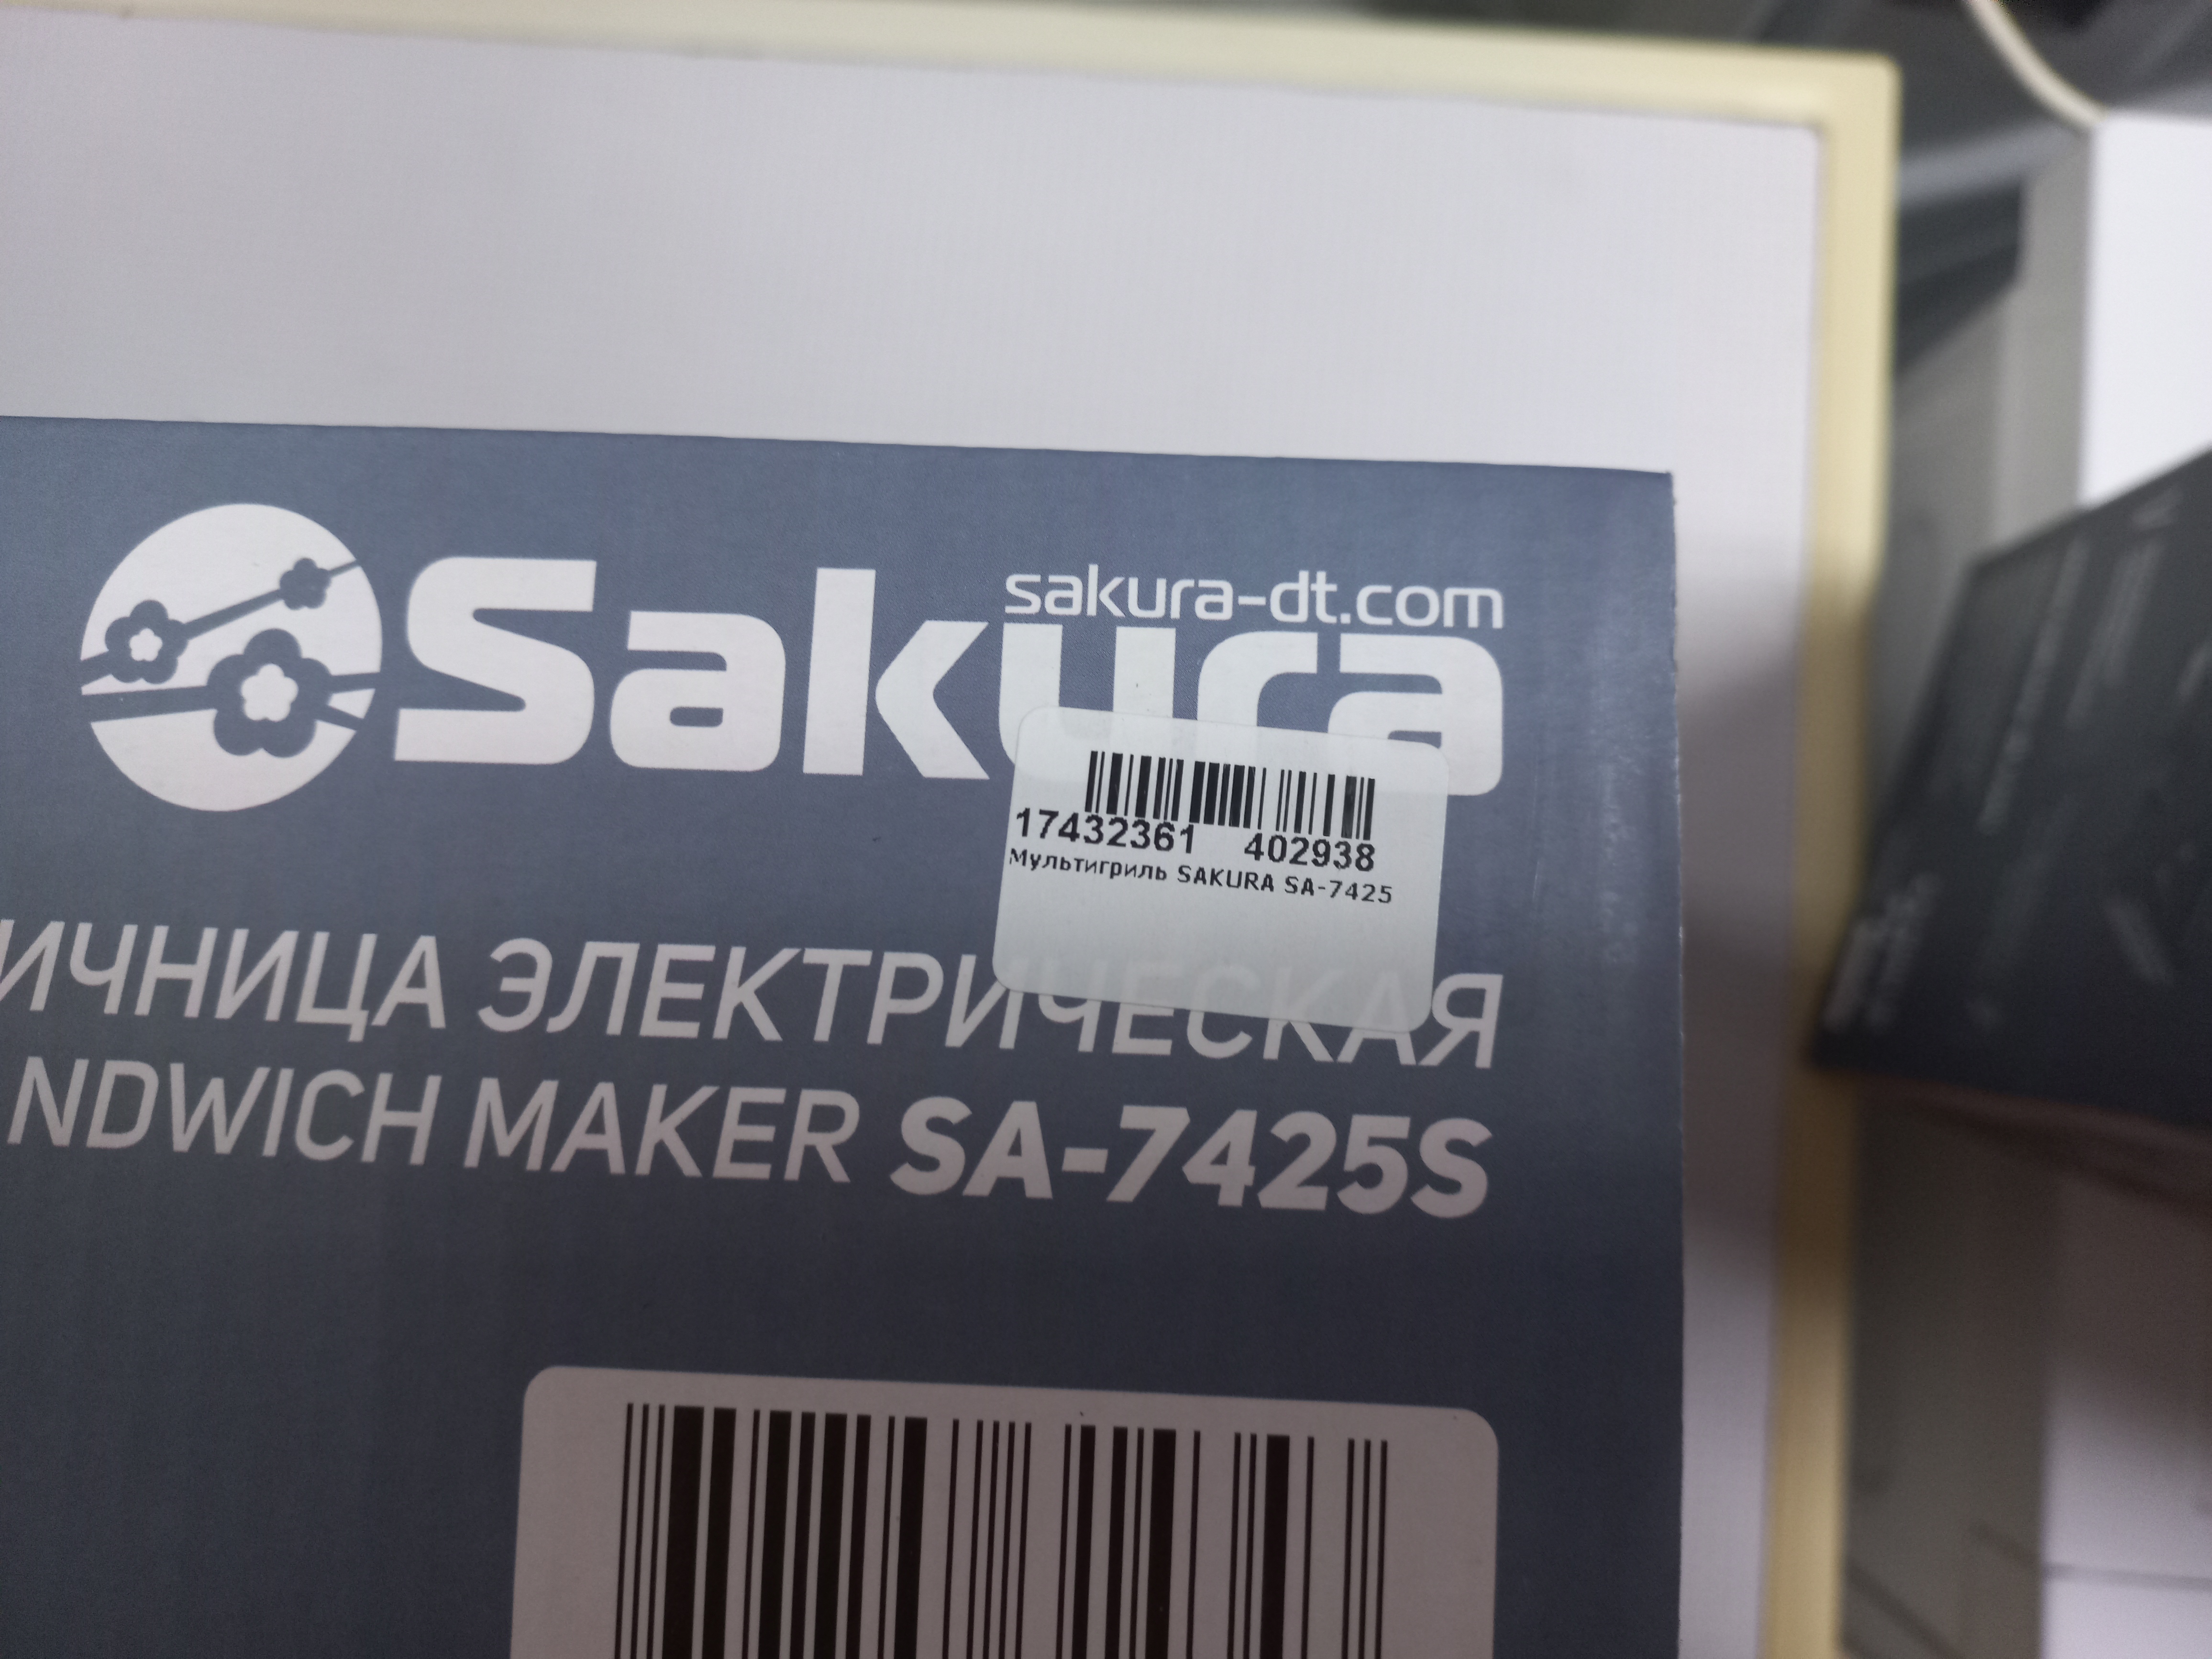 sakura-dt.com
Sakura
17432361 402938
Мультигриль SAKURA SA-7425
ИЧНИЦА ЭЛЕКТРИЧЕСКАЯ
NDWICH MAKER SA-7425S